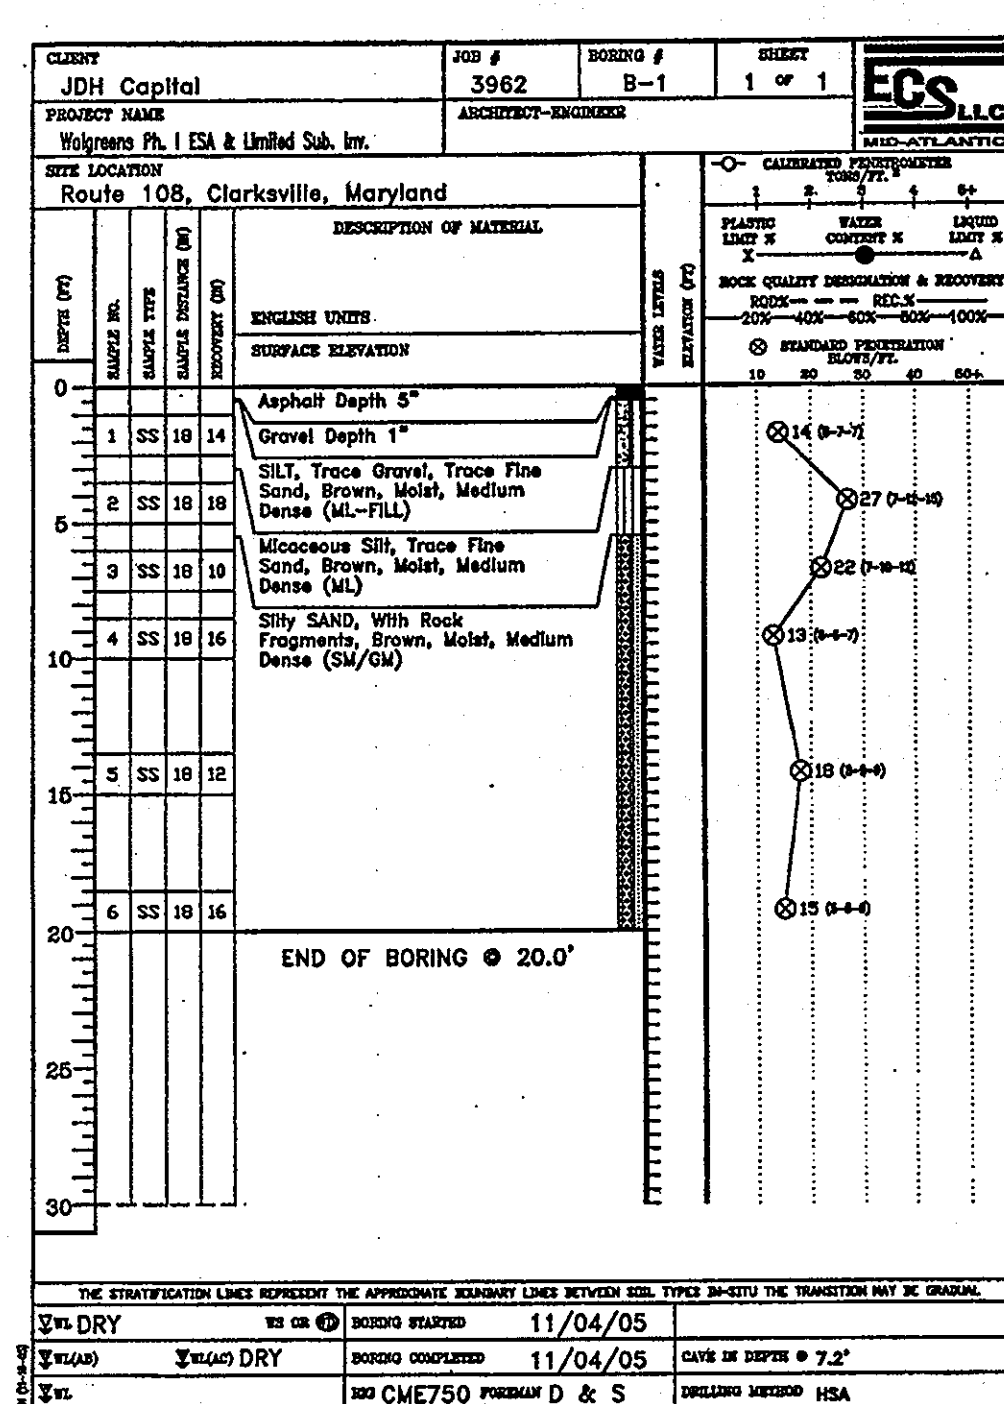 CLIENT
JDH Capital
JOB #
3962
BORING #
B-1
SHEET
1 OF 1
ECS LLC
MID-ATLANTIC
PROJECT NAME
Walgreens Ph. I ESA & Limited Sub. Inv.
ARCHITECT-ENGINEER
SITE LOCATION
Route 108, Clarksville, Maryland
CALIBRATED PENETROMETER
TONS/FT.²
1 2 3 4 5+
PLASTIC LIMIT % WATER CONTENT % LIQUID LIMIT %
X Δ
ROCK QUALITY DESIGNATION & RECOVERY
RQD% REC.%
20% 40% 60% 80% 100%
STANDARD PENETRATION
BLOWS/FT.
10 20 30 40 50+
DEPTH (FT)
SAMPLE NO.
SAMPLE TYPE
SAMPLE DISTANCE (IN)
RECOVERY (IN)
DESCRIPTION OF MATERIAL
ENGLISH UNITS
SURFACE ELEVATION
WATER LEVELS
ELEVATION (FT)
0
Asphalt Depth 5"
1 SS 18 14
Gravel Depth 1"
14
SILT, Trace Gravel, Trace Fine
Sand, Brown, Moist, Medium
Dense (ML-FILL)
2 SS 18 18
27
5
Micaceous Silt, Trace Fine
Sand, Brown, Moist, Medium
Dense (ML)
3 SS 18 10
22
Silty SAND, With Rock
Fragments, Brown, Moist, Medium
Dense (SM/GM)
4 SS 18 16
13
10
5 SS 18 12
18
15
6 SS 18 16
15
20
END OF BORING @ 20.0'
25
30
THE STRATIFICATION LINES REPRESENT THE APPROXIMATE BOUNDARY LINES BETWEEN SOIL TYPES IN-SITU THE TRANSITION MAY BE GRADUAL
WL DRY WS OR WD
BORING STARTED 11/04/05
WL(AB) WL(AC) DRY
BORING COMPLETED 11/04/05
CAVE IN DEPTH @ 7.2'
WL
RIG CME750 FOREMAN D & S
DRILLING METHOD HSA